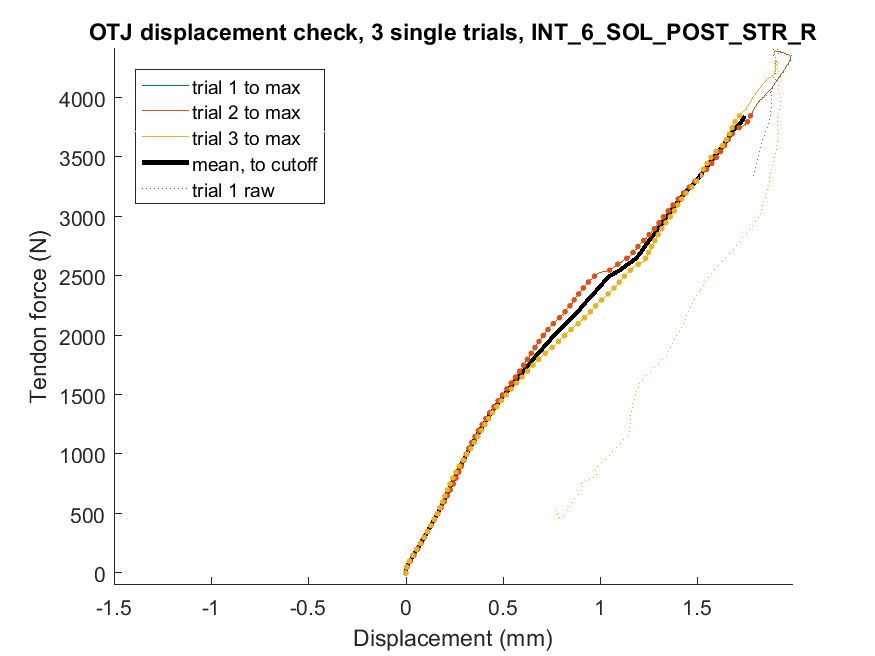 OTJ displacement check, 3 single trials, INT_6_SOL_POST_STR_R
trial 1 to max
trial 2 to max
trial 3 to max
mean, to cutoff
trial 1 raw
Tendon force (N)
4000
3500
3000
2500
2000
1500
1000
500
0
-1.5
-1
-0.5
0
0.5
1
1.5
Displacement (mm)